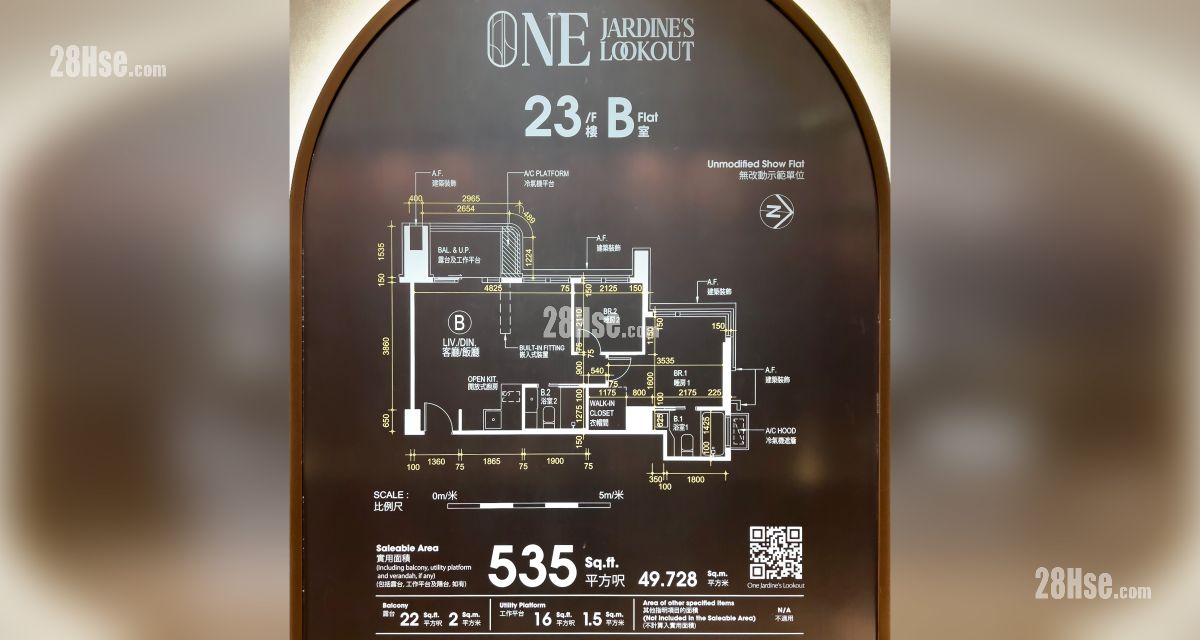 28Hse.com
ONE JARDINE'S LOOKOUT
23 /F 樓 B Flat 室
Unmodified Show Flat
無改動示範單位
N
A.F.
建築裝飾
A/C PLATFORM
冷氣機平台
400
2965
2654
489
1224
1535
150
BAL. & U.P.
露台及工作平台
A.F.
建築裝飾
A.F.
建築裝飾
4825
75
150
2125
150
B
LIV./DIN.
客廳/飯廳
3860
BUILT-IN FITTING
嵌入式裝置
BR.2
睡房 2
2110
28Hse.com
150
1150
150
75
75
900
540
75
3535
BR.1
睡房 1
A.F.
建築裝飾
OPEN KIT.
開放式廚房
B.2
浴室 2
100
1275
150
1175
800
1600
100
2175
225
WALK-IN
CLOSET
衣帽間
650
625
B.1
浴室 1
1425
100
A/C HOOD
冷氣機遮簷
100
1360
75
1865
75
1900
75
350
100
1800
SCALE :
比例尺
0m/米
5m/米
Saleable Area
實用面積
(including balcony, utility platform
and verandah, if any)
(包括露台, 工作平台及陽台, 如有)
535 Sq.ft. 平方呎 49.728 Sq.m. 平方米
One Jardine's Lookout
28Hse.com
Balcony
露台
22 Sq.ft. 平方呎 2 Sq.m. 平方米
Utility Platform
工作平台
16 Sq.ft. 平方呎 1.5 Sq.m. 平方米
Area of other specified items
其他指明項目的面積
(Not included in the Saleable Area)
(不計算入實用面積)
N/A
不適用